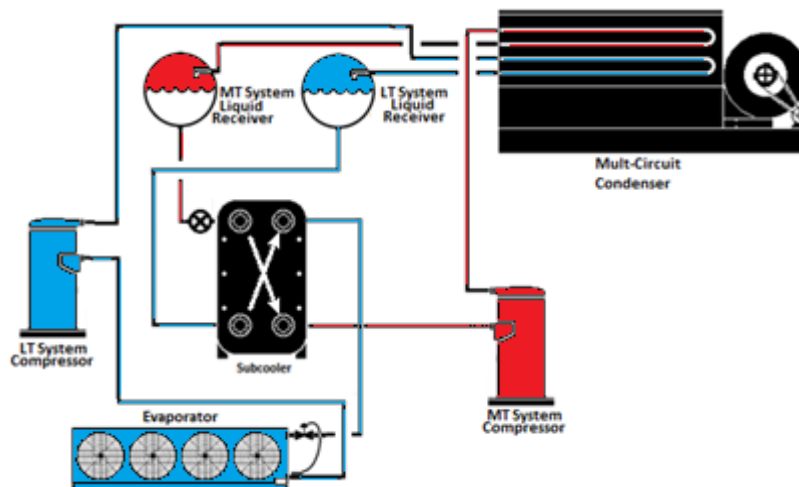 MT System
Liquid
Receiver
LT System
Liquid
Receiver
Mult-Circuit
Condenser
LT System
Compressor
Subcooler
Evaporator
MT System
Compressor